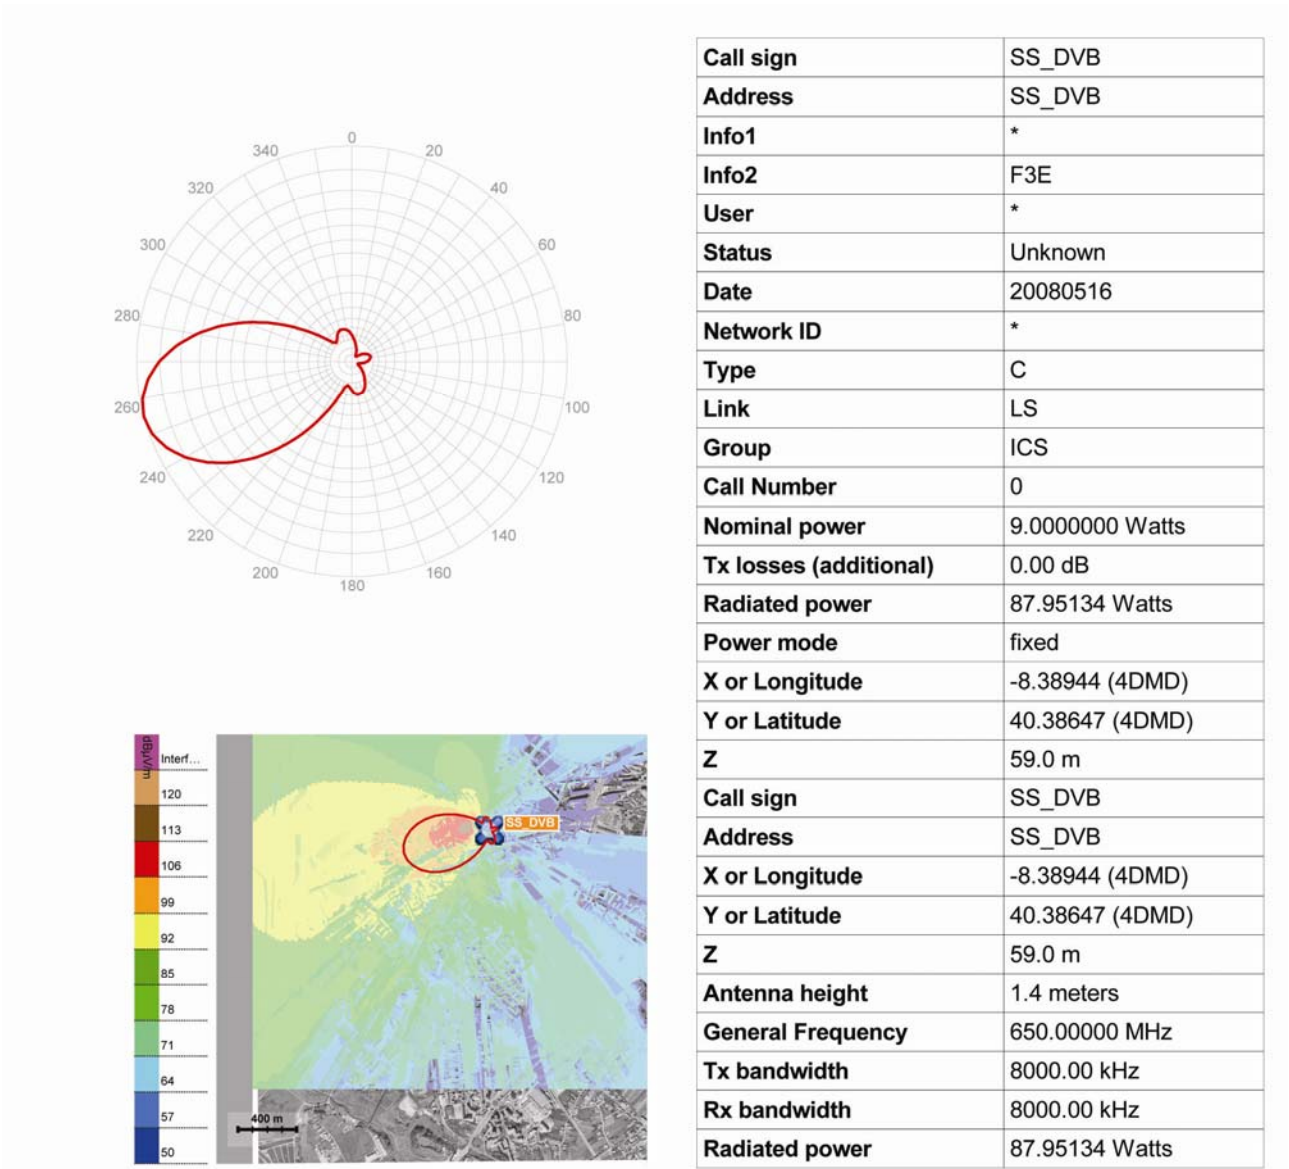 0
20
40
60
80
100
120
140
160
180
200
220
240
260
280
300
320
340
dBµV/m
Interf...
120
113
106
99
92
85
78
71
64
57
50
SS_DVB
400 m
Call sign SS_DVB
Address SS_DVB
Info1 *
Info2 F3E
User *
Status Unknown
Date 20080516
Network ID *
Type C
Link LS
Group ICS
Call Number 0
Nominal power 9.0000000 Watts
Tx losses (additional) 0.00 dB
Radiated power 87.95134 Watts
Power mode fixed
X or Longitude -8.38944 (4DMD)
Y or Latitude 40.38647 (4DMD)
Z 59.0 m
Call sign SS_DVB
Address SS_DVB
X or Longitude -8.38944 (4DMD)
Y or Latitude 40.38647 (4DMD)
Z 59.0 m
Antenna height 1.4 meters
General Frequency 650.00000 MHz
Tx bandwidth 8000.00 kHz
Rx bandwidth 8000.00 kHz
Radiated power 87.95134 Watts